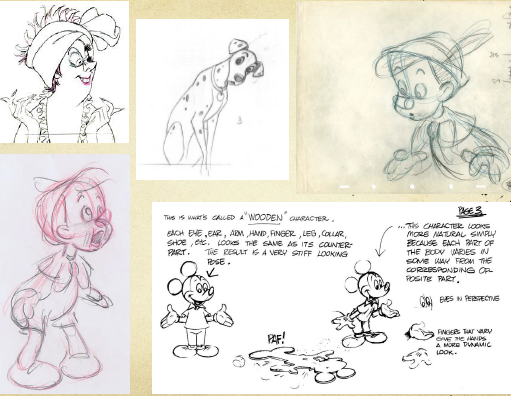 PAGE 3
THIS IS WHAT'S CALLED A "WOODEN" CHARACTER.
EACH EYE, EAR, ARM, HAND, FINGER, LEG, COLLAR,
SHOE, ETC. LOOKS THE SAME AS ITS COUNTER-
PART. THE RESULT IS A VERY STIFF LOOKING
POSE.
...THIS CHARACTER LOOKS
MORE NATURAL SIMPLY
BECAUSE EACH PART OF
THE BODY VARIES IN
SOME WAY FROM THE
CORRESPONDING OP-
POSITE PART.
EYES IN PERSPECTIVE
PAF!
FINGERS THAT VARY
GIVE THE HANDS
A MORE DYNAMIC
LOOK.